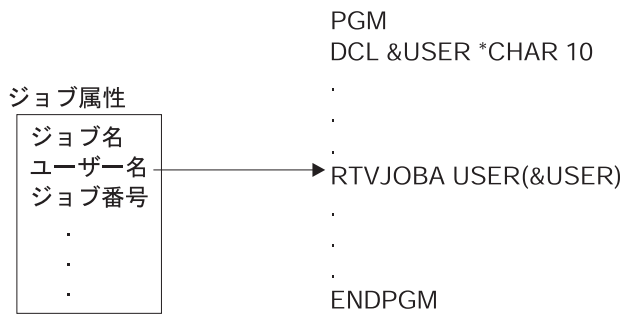 ジョブ属性
ジョブ名
ユーザー名
ジョブ番号
.
.
.
PGM
DCL &USER *CHAR 10
.
.
.
RTVJOBA USER(&USER)
.
.
.
ENDPGM